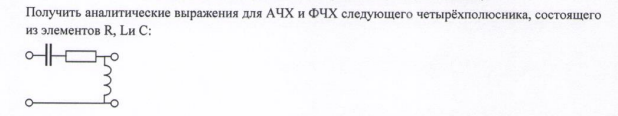 Получить аналитические выражения для АЧХ и ФЧХ следующего четырёхполюсника, состоящего
из элементов R, Lи C: